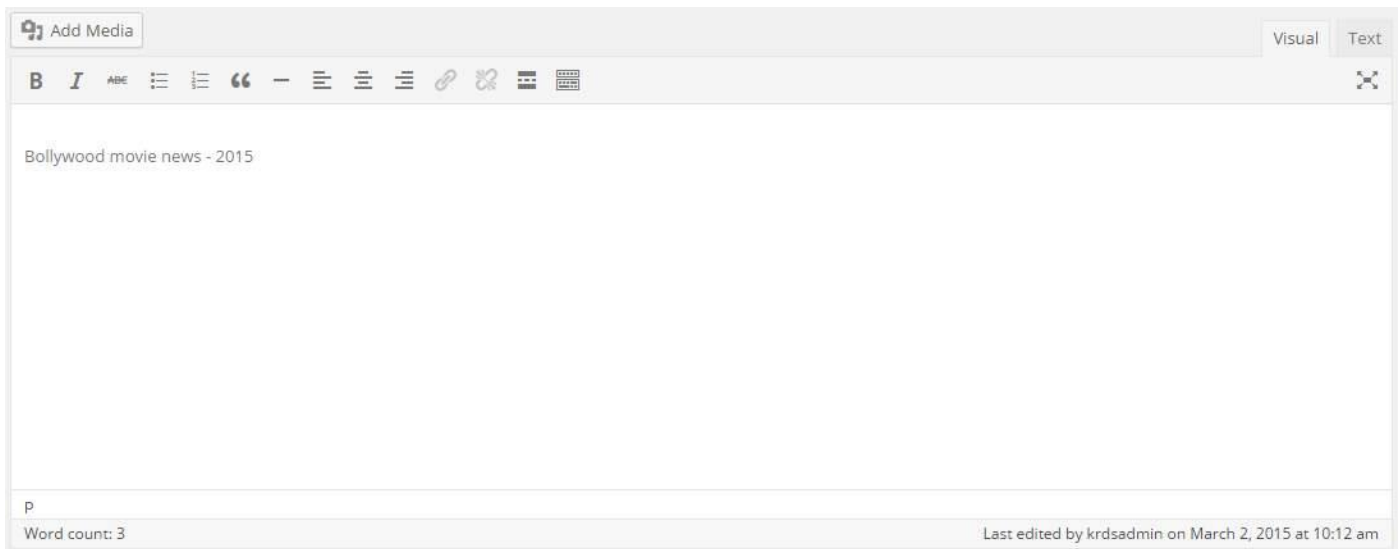 Add Media
Visual Text
B I ABC
Bollywood movie news - 2015
P
Word count: 3 Last edited by krdsadmin on March 2, 2015 at 10:12 am